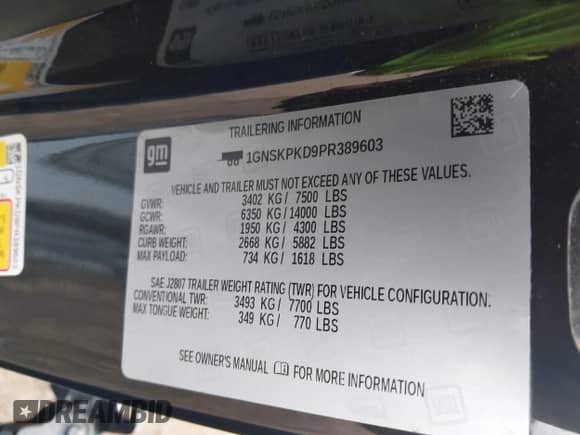 TRAILERING INFORMATION
gm
1GNSKPKD9PR389603
VEHICLE AND TRAILER MUST NOT EXCEED ANY OF THESE VALUES.
GVWR: 3402 KG / 7500 LBS
GCWR: 6350 KG / 14000 LBS
RGAWR: 1950 KG / 4300 LBS
CURB WEIGHT: 2668 KG / 5882 LBS
MAX PAYLOAD: 734 KG / 1618 LBS
SAE J2807 TRAILER WEIGHT RATING (TWR) FOR VEHICLE CONFIGURATION.
CONVENTIONAL TWR: 3493 KG / 7700 LBS
MAX TONGUE WEIGHT: 349 KG / 770 LBS
SEE OWNER'S MANUAL FOR MORE INFORMATION
DREAMBID